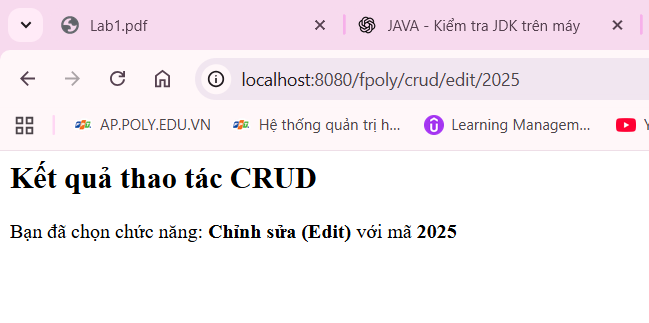 Lab1.pdf
JAVA - Kiểm tra JDK trên máy
localhost:8080/fpoly/crud/edit/2025
AP.POLY.EDU.VN
Hệ thống quản trị h...
Learning Managem...
Kết quả thao tác CRUD
Bạn đã chọn chức năng: Chỉnh sửa (Edit) với mã 2025